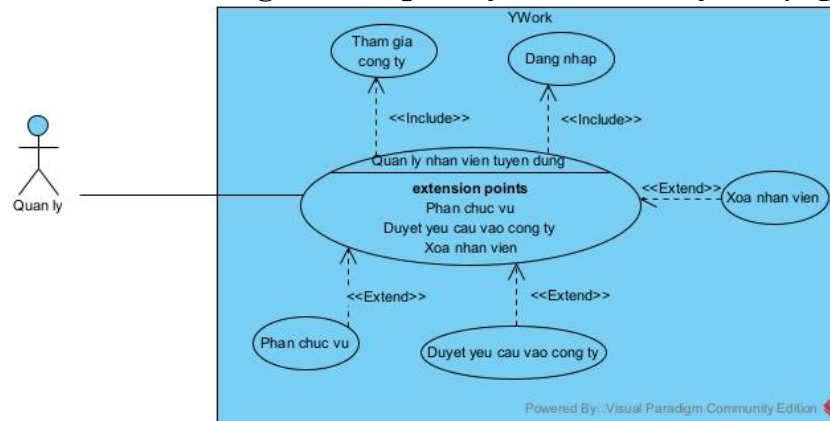 YWork
Tham gia
cong ty
Dang nhap
<<Include>>
<<Include>>
Quan ly nhan vien tuyen dung
extension points
Phan chuc vu
Duyet yeu cau vao cong ty
Xoa nhan vien
<<Extend>>
Xoa nhan vien
Quan ly
<<Extend>>
<<Extend>>
Phan chuc vu
Duyet yeu cau vao cong ty
Powered By Visual Paradigm Community Edition